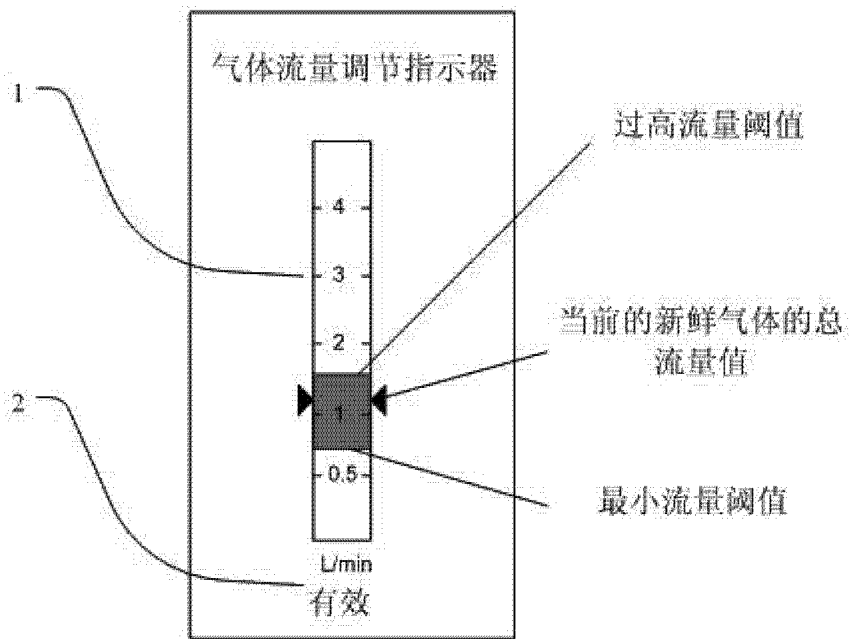 气体流量调节指示器
1
过高流量阈值
4
3
2
当前的新鲜气体的总
流量值
2
1
0.5
最小流量阈值
L/min
有效